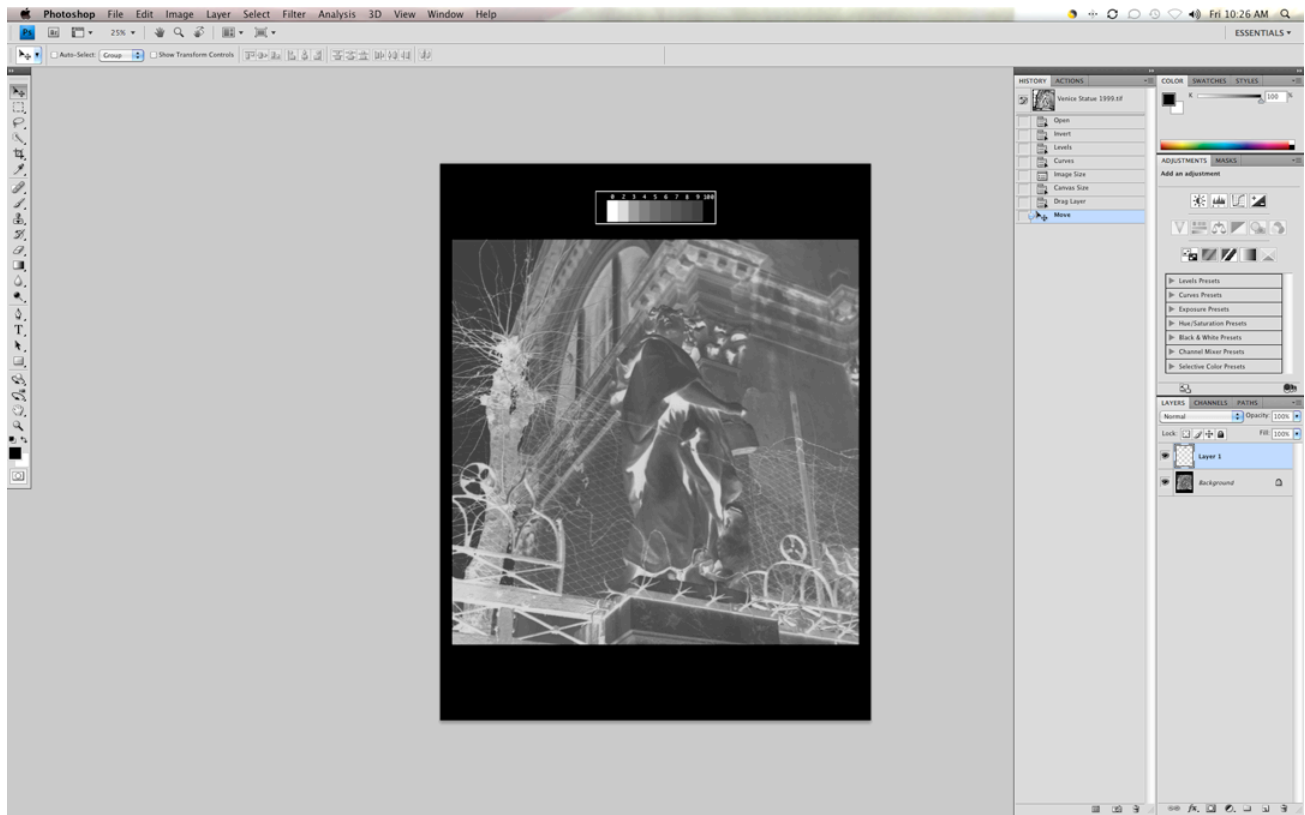 Photoshop File Edit Image Layer Select Filter Analysis 3D View Window Help Fri 10:26 AM
Ps Br 25% ESSENTIALS
Auto-Select: Group Show Transform Controls
HISTORY ACTIONS
Venice Statue 1999.tif
Open
Invert
Levels
Curves
Image Size
Canvas Size
Drag Layer
Move
COLOR SWATCHES STYLES
K 100 %
ADJUSTMENTS MASKS
Add an adjustment
Levels Presets
Curves Presets
Exposure Presets
Hue/Saturation Presets
Black & White Presets
Channel Mixer Presets
Selective Color Presets
LAYERS CHANNELS PATHS
Normal Opacity: 100%
Lock: Fill: 100%
Layer 1
Background
0 2 3 4 5 6 7 8 9 100
T